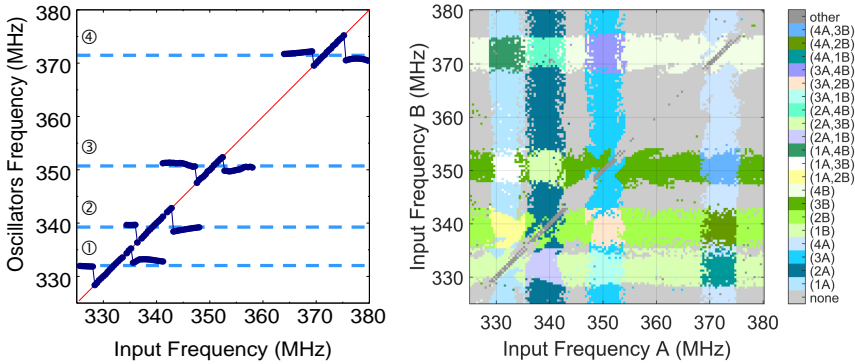 Oscillators Frequency (MHz)
380
370
360
350
340
330
④
③
②
①
330
340
350
360
370
380
Input Frequency (MHz)
Input Frequency B (MHz)
380
370
360
350
340
330
330
340
350
360
370
380
Input Frequency A (MHz)
other
(4A,3B)
(4A,2B)
(4A,1B)
(3A,4B)
(3A,2B)
(3A,1B)
(2A,4B)
(2A,3B)
(2A,1B)
(1A,4B)
(1A,3B)
(1A,2B)
(4B)
(3B)
(2B)
(1B)
(4A)
(3A)
(2A)
(1A)
none